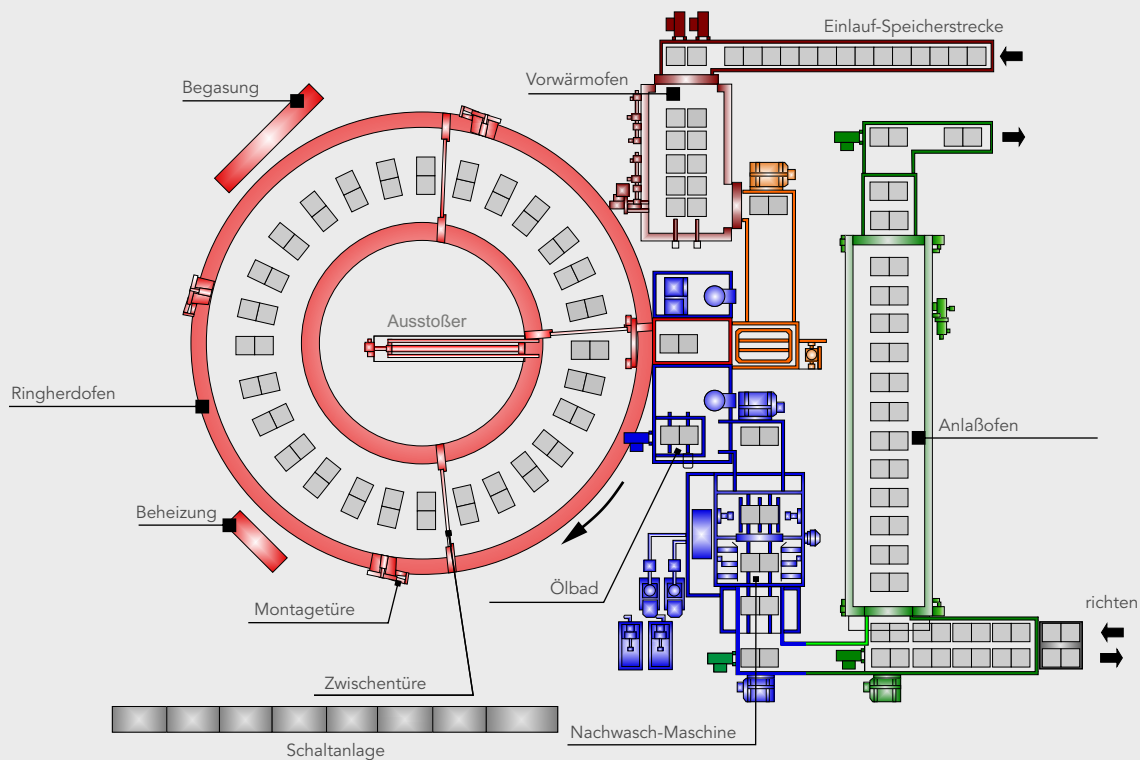 Einlauf-Speicherstrecke
Vorwärmofen
Begasung
Ausstoßer
Ringherdofen
Anlaßofen
Beheizung
Ölbad
Montagetüre
richten
Zwischentüre
Nachwasch-Maschine
Schaltanlage